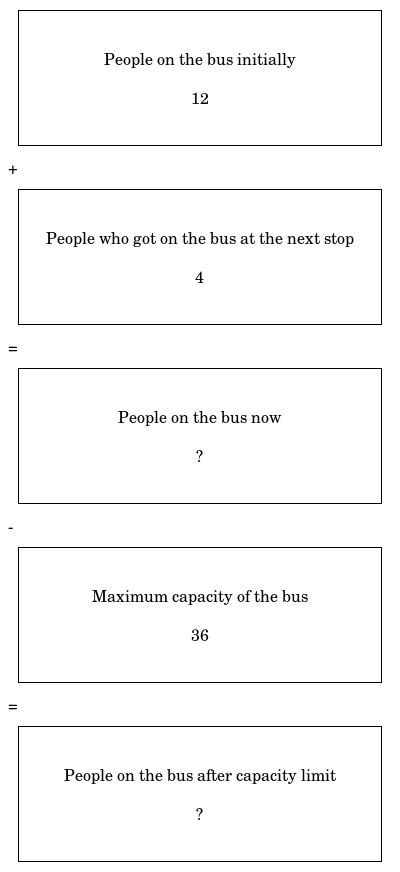 People on the bus initially
12
+
People who got on the bus at the next stop
4
=
People on the bus now
?
-
Maximum capacity of the bus
36
=
People on the bus after capacity limit
?